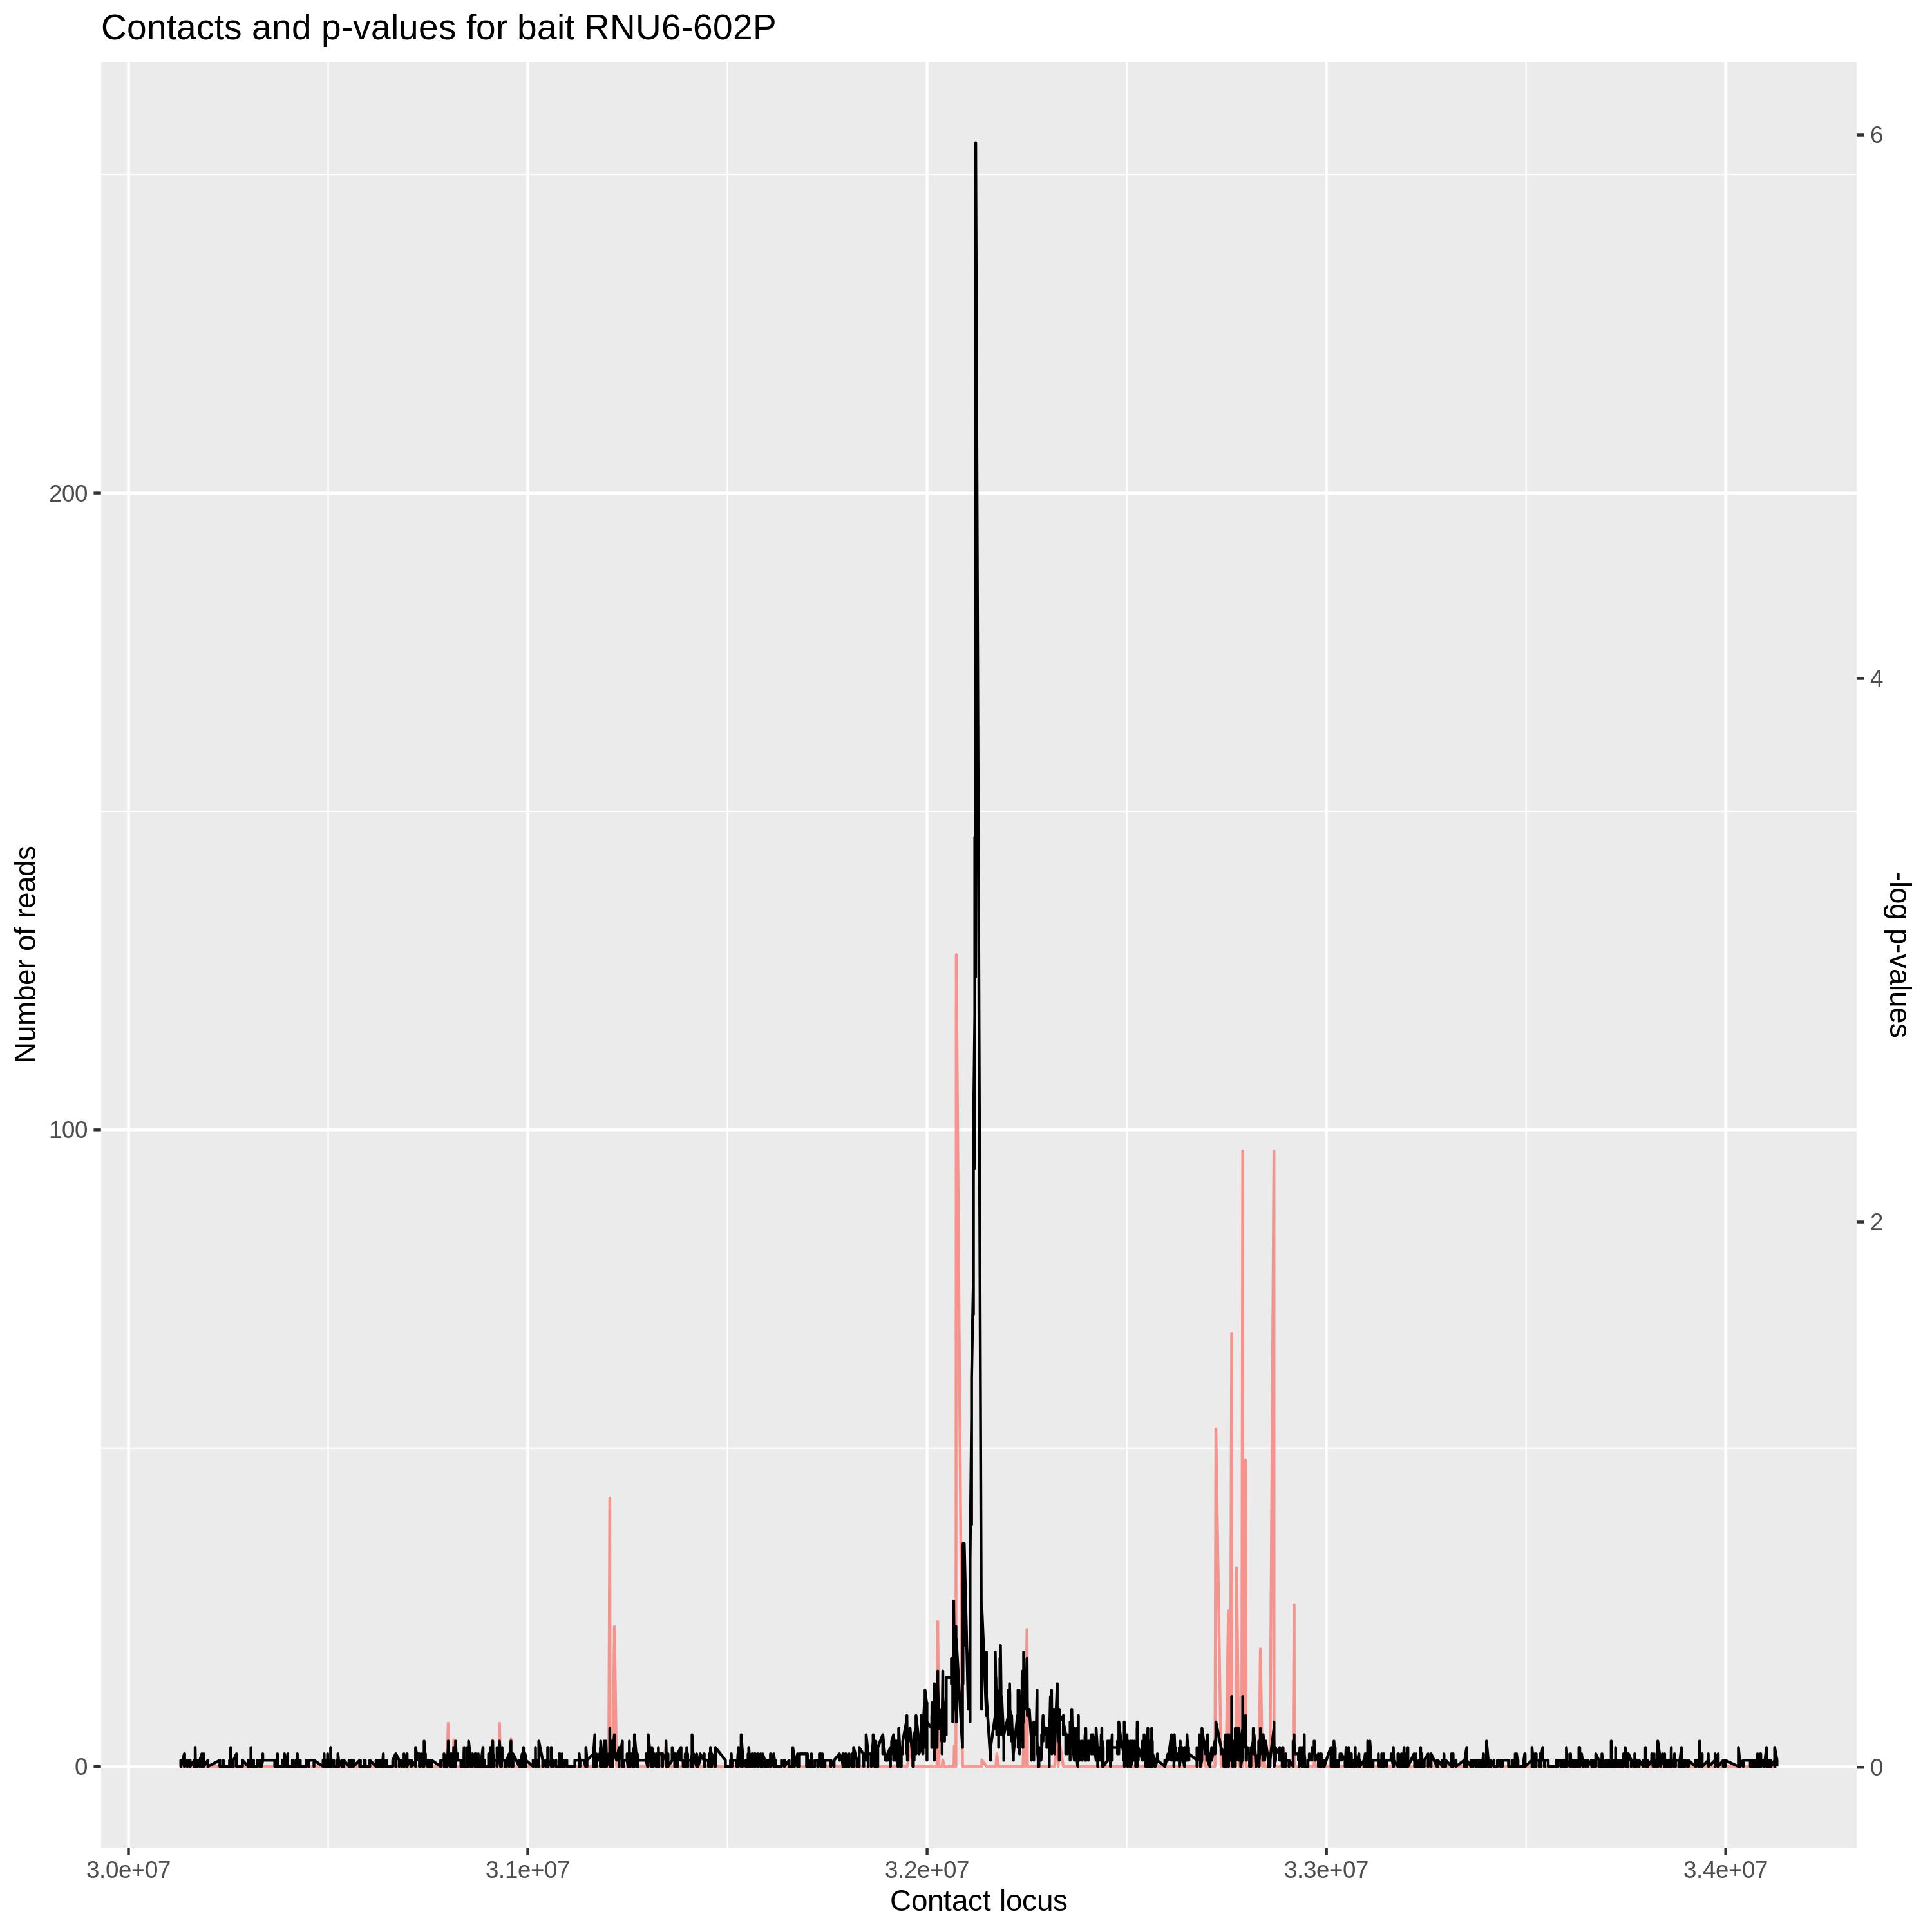 Contacts and p-values for bait RNU6-602P
Number of reads
200
100
0
6
4
2
0
-log p-values
3.0e+07 3.1e+07 3.2e+07 3.3e+07 3.4e+07
Contact locus